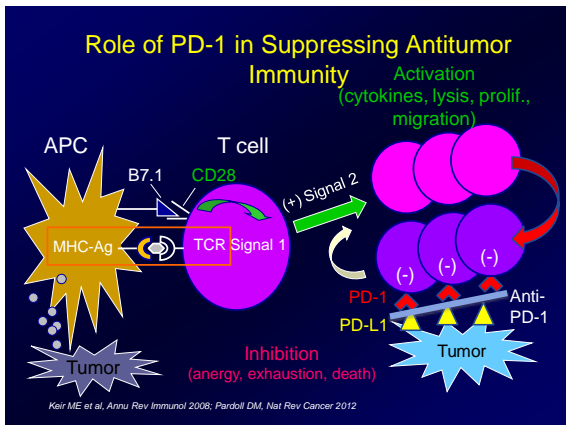 Role of PD-1 in Suppressing Antitumor
Immunity
Activation
(cytokines, lysis, prolif.,
migration)
APC
T cell
B7.1
CD28
(+) Signal 2
MHC-Ag
TCR Signal 1
(-)
(-)
(-)
PD-1
Anti-
PD-1
PD-L1
Tumor
Inhibition
(anergy, exhaustion, death)
Tumor
Keir ME et al, Annu Rev Immunol 2008; Pardoll DM, Nat Rev Cancer 2012